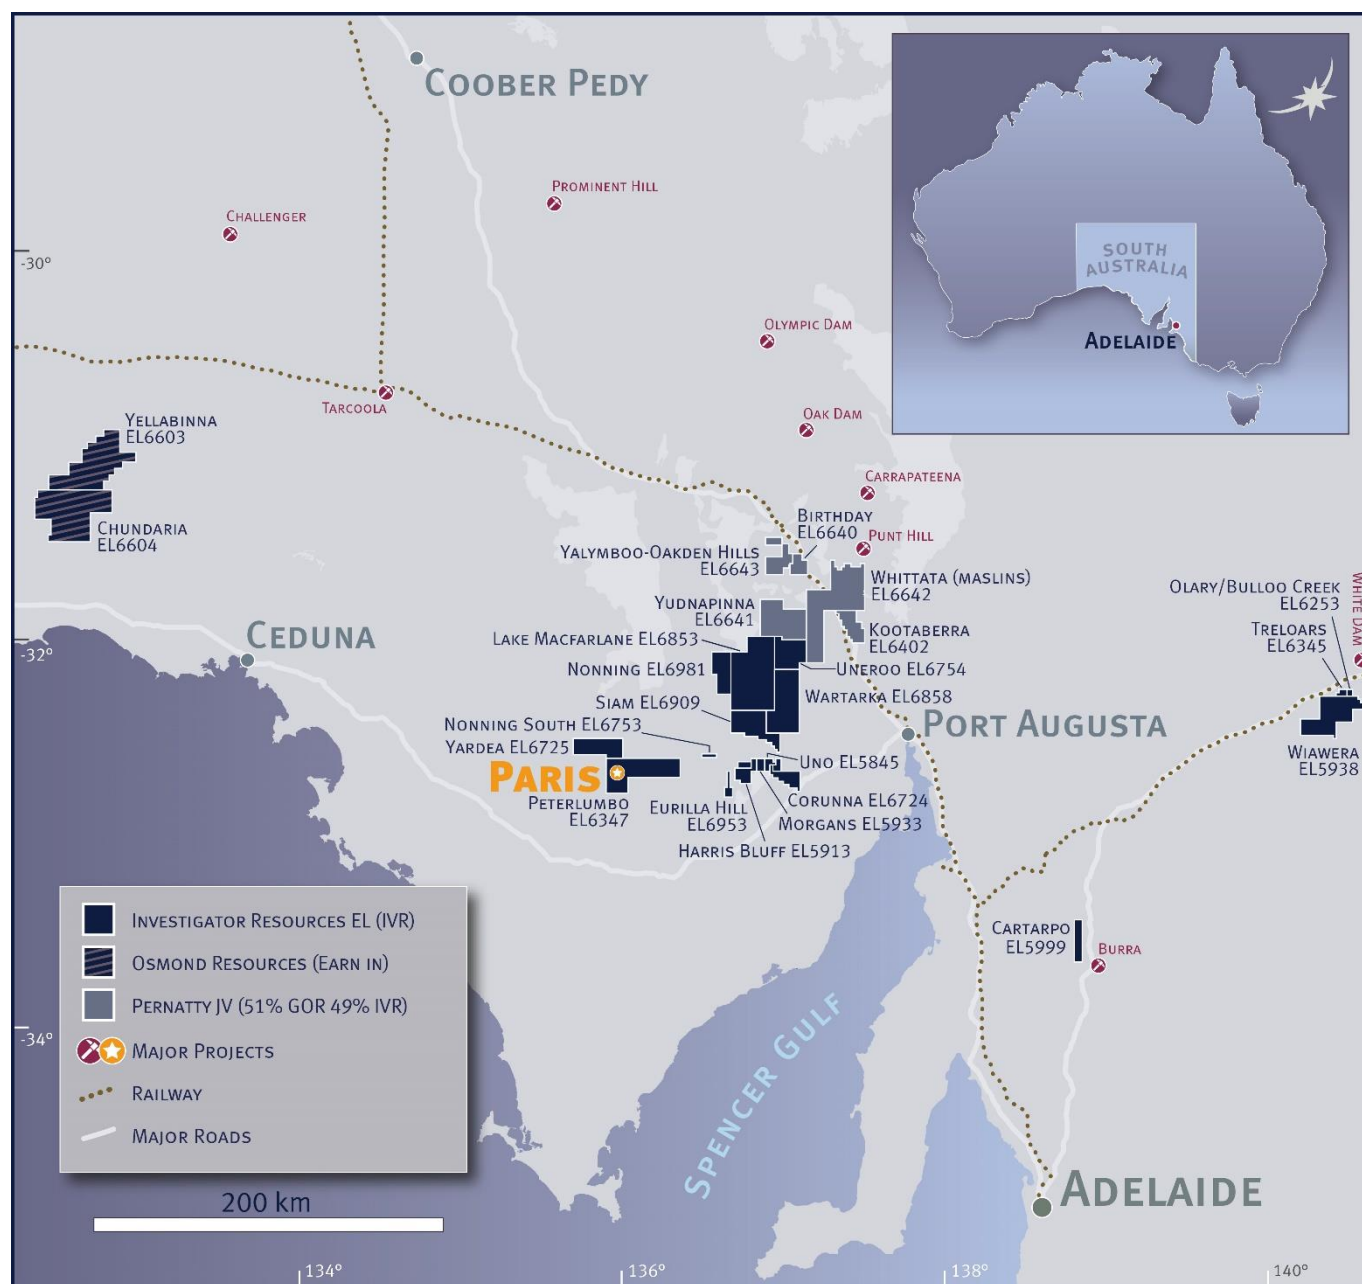 COOBER PEDY
PROMINENT HILL
CHALLENGER
-30°
SOUTH
AUSTRALIA
ADELAIDE
OLYMPIC DAM
TARCOOLA
OAK DAM
YELLABINNA
EL6603
CARRAPATEENA
CHUNDARIA
EL6604
BIRTHDAY
EL6640
PUNT HILL
YALYMBOO-OAKDEN HILLS
EL6643
WHITTATA (MASLINS)
EL6642
OLARY/BULLOO CREEK
EL6253
WHITE DAM
YUDNAPINNA
EL6641
KOOTABERRA
EL6402
TRELOARS
EL6345
CEDUNA
-32°
LAKE MACFARLANE EL6853
NONNING EL6981
UNEROO EL6754
WARTARKA EL6858
SIAM EL6909
NONNING SOUTH EL6753
PORT AUGUSTA
YARDEA EL6725
WIAWERA
EL5938
UNO EL5845
PARIS
PETERLUMBO
EL6347
EURILLA HILL
EL6953
CORUNNA EL6724
MORGANS EL5933
HARRIS BLUFF EL5913
CARTARPO
EL5999
BURRA
INVESTIGATOR RESOURCES EL (IVR)
OSMOND RESOURCES (EARN IN)
PERNATTY JV (51% GOR 49% IVR)
MAJOR PROJECTS
RAILWAY
MAJOR ROADS
-34°
SPENCER GULF
200 km
ADELAIDE
134°
136°
138°
140°